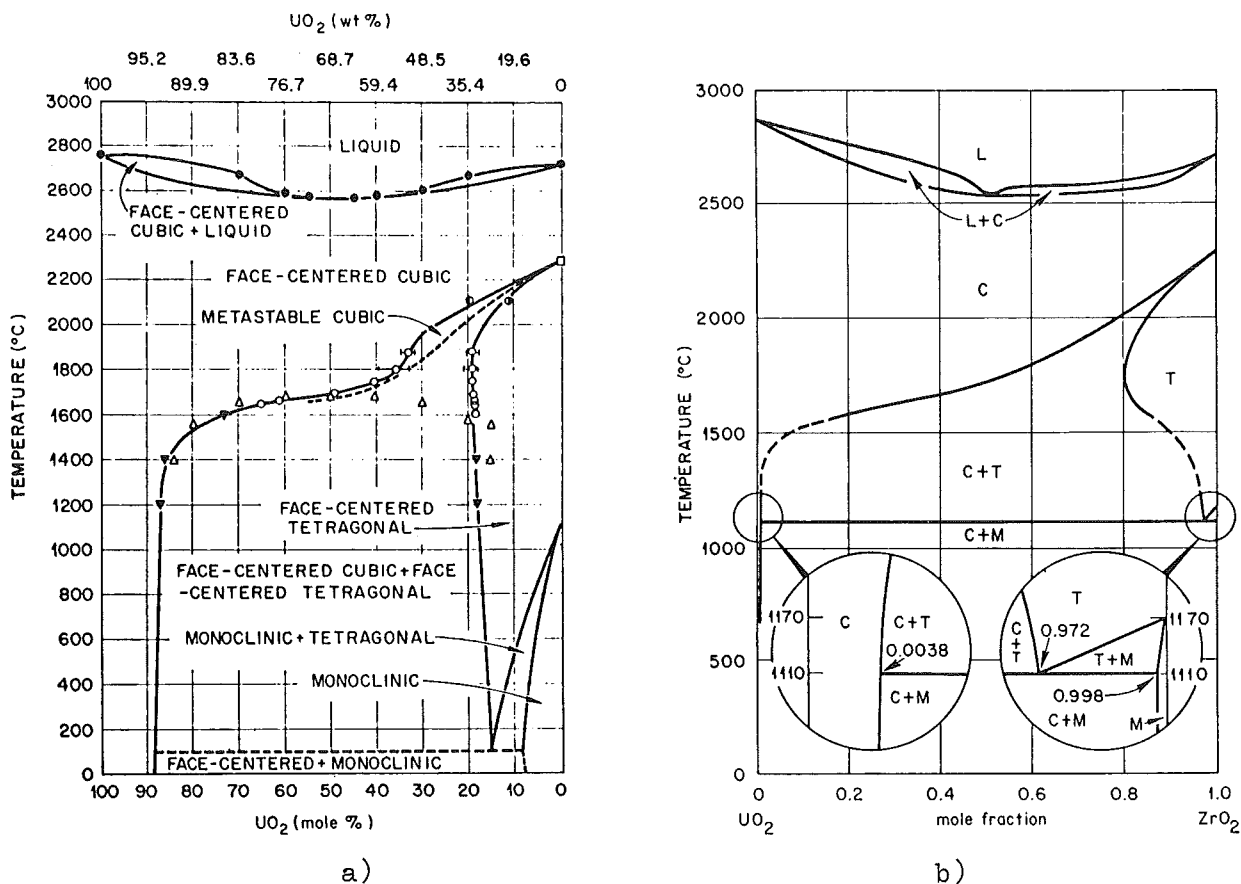 UO₂ (wt %)
95.2 83.6 68.7 48.5 19.6
100 89.9 76.7 59.4 35.4 0
3000
2800
2600
2400
2200
2000
1800
1600
1400
1200
1000
800
600
400
200
0
TEMPERATURE (°C)
LIQUID
FACE-CENTERED
CUBIC + LIQUID
FACE-CENTERED CUBIC
METASTABLE CUBIC
FACE-CENTERED
TETRAGONAL
FACE-CENTERED CUBIC + FACE
-CENTERED TETRAGONAL
MONOCLINIC + TETRAGONAL
MONOCLINIC
FACE-CENTERED + MONOCLINIC
100 90 80 70 60 50 40 30 20 10 0
UO₂ (mole %)
a)
3000
2500
2000
1500
1000
500
0
TEMPERATURE (°C)
L
L+C
C
T
C+T
C+M
1170
1110
C
C+T
0.0038
C+M
T
C+T
0.972
T+M
0.998
C+M
M
1170
1110
0 0.2 0.4 0.6 0.8 1.0
UO₂ mole fraction ZrO₂
b)